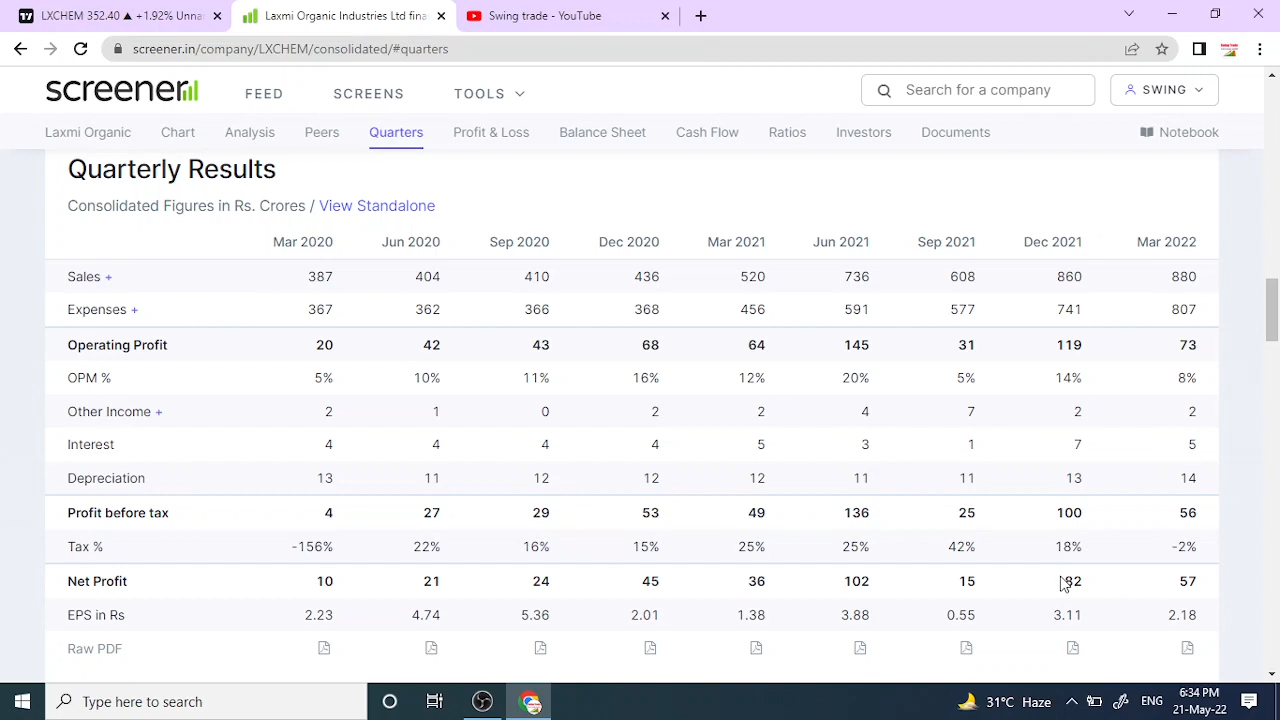 LXCHEM 352.40 ▲ +1.92% Unna
Laxmi Organic Industries Ltd fina
Swing trade - YouTube
screener.in/company/LXCHEM/consolidated/#quarters
screener FEED SCREENS TOOLS Search for a company SWING
Laxmi Organic Chart Analysis Peers Quarters Profit & Loss Balance Sheet Cash Flow Ratios Investors Documents Notebook
Quarterly Results
Consolidated Figures in Rs. Crores / View Standalone
Mar 2020 Jun 2020 Sep 2020 Dec 2020 Mar 2021 Jun 2021 Sep 2021 Dec 2021 Mar 2022
Sales + 387 404 410 436 520 736 608 860 880
Expenses + 367 362 366 368 456 591 577 741 807
Operating Profit 20 42 43 68 64 145 31 119 73
OPM % 5% 10% 11% 16% 12% 20% 5% 14% 8%
Other Income + 2 1 0 2 2 4 7 2 2
Interest 4 4 4 4 5 3 1 7 5
Depreciation 13 11 12 12 12 11 11 13 14
Profit before tax 4 27 29 53 49 136 25 100 56
Tax % -156% 22% 16% 15% 25% 25% 42% 18% -2%
Net Profit 10 21 24 45 36 102 15 82 57
EPS in Rs 2.23 4.74 5.36 2.01 1.38 3.88 0.55 3.11 2.18
Raw PDF
Type here to search
31°C Haze ENG
6:34 PM
21-May-22